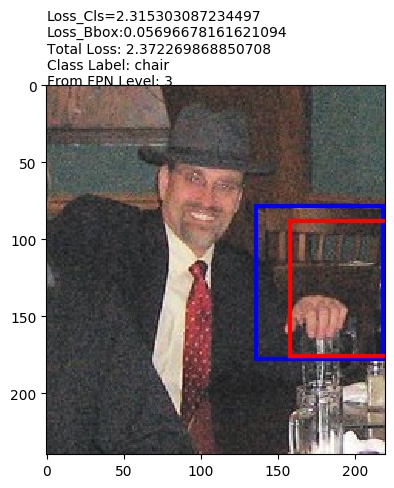 Loss_Cls=2.315303087234497
Loss_Bbox:0.05696678161621094
Total Loss: 2.372269868850708
Class Label: chair
From FPN Level: 3
0
50
100
150
200
0 50 100 150 200